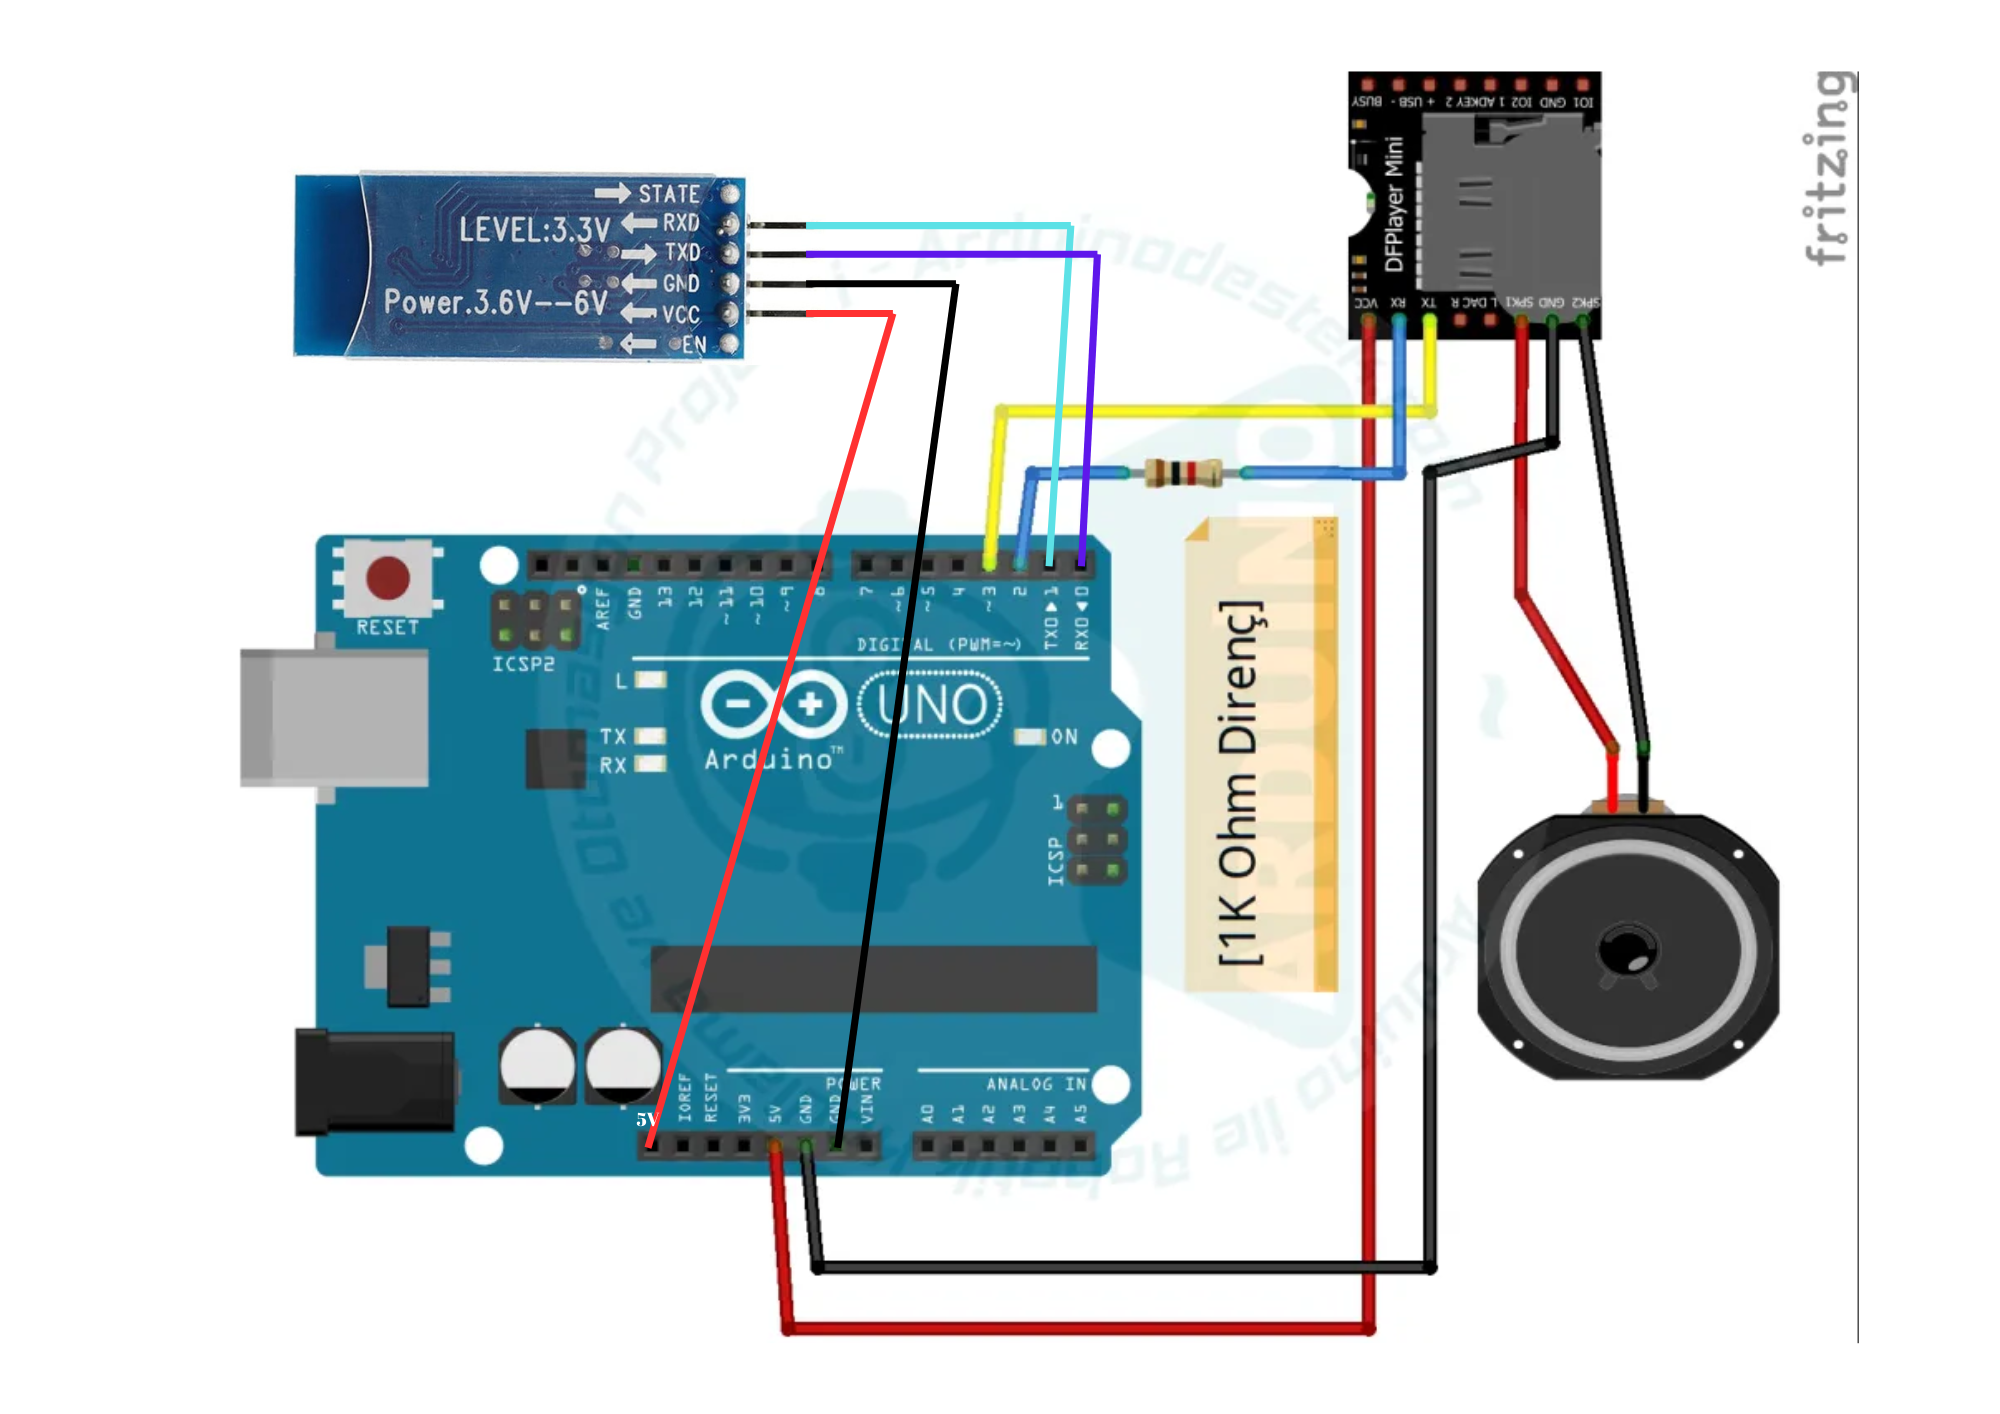 STATE
LEVEL:3.3V
RXD
TXD
GND
Power.3.6V--6V
VCC
EN
BUSY
USB -
USB +
ADKEY 2
ADKEY 1
IO2
GND
IO1
DFPlayer Mini
VCC
RX
TX
DAC R
DAC L
SPK1
GND
SPK2
fritzing
RESET
ICSP2
AREF
GND
13
12
~11
~10
~9
8
7
~6
~5
4
~3
2
TX0▶1
RX0◀0
DIGITAL (PWM=~)
L
TX
RX
UNO
Arduino™
ON
1
ICSP
[1K Ohm Direnç]
5V
IOREF
RESET
3V3
5V
GND
GND
VIN
POWER
ANALOG IN
A0
A1
A2
A3
A4
A5
ARDUINO